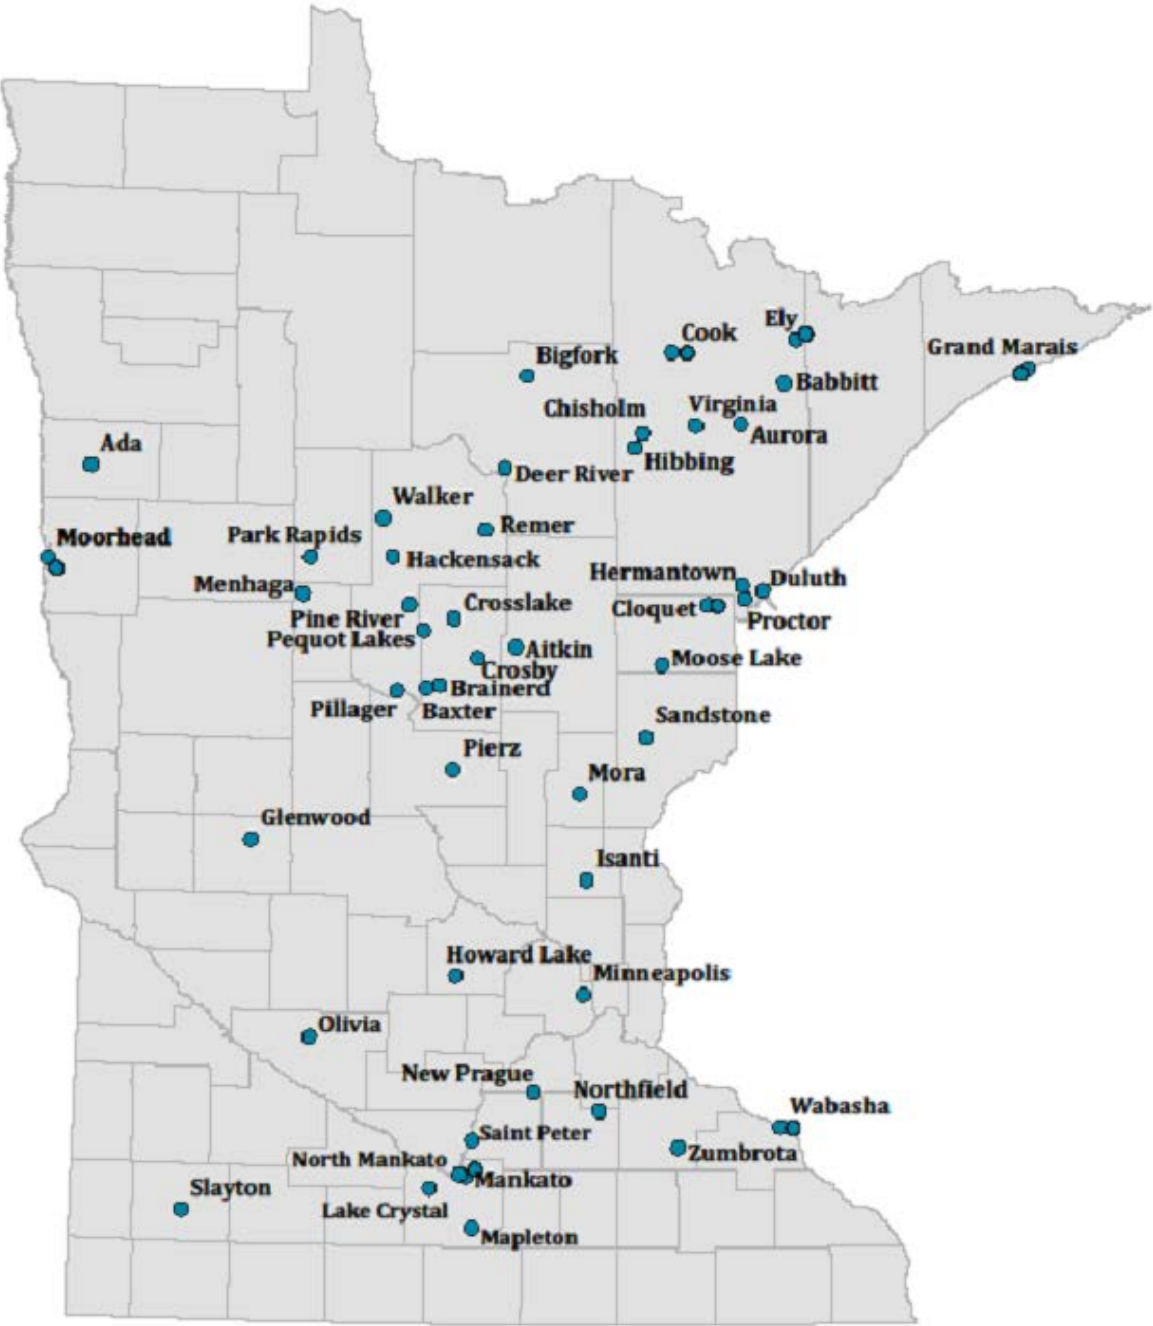 Ely
Cook
Grand Marais
Bigfork
Babbitt
Virginia
Chisholm
Aurora
Ada
Hibbing
Deer River
Walker
Remer
Park Rapids
Moorhead
Hackensack
Hermantown
Duluth
Menhaga
Crosslake
Cloquet
Pine River
Proctor
Pequot Lakes
Aitkin
Moose Lake
Crosby
Brainerd
Pillager
Baxter
Sandstone
Pierz
Mora
Glenwood
Isanti
Howard Lake
Minneapolis
Olivia
New Prague
Northfield
Wabasha
Saint Peter
Zumbrota
North Mankato
Mankato
Slayton
Lake Crystal
Mapleton